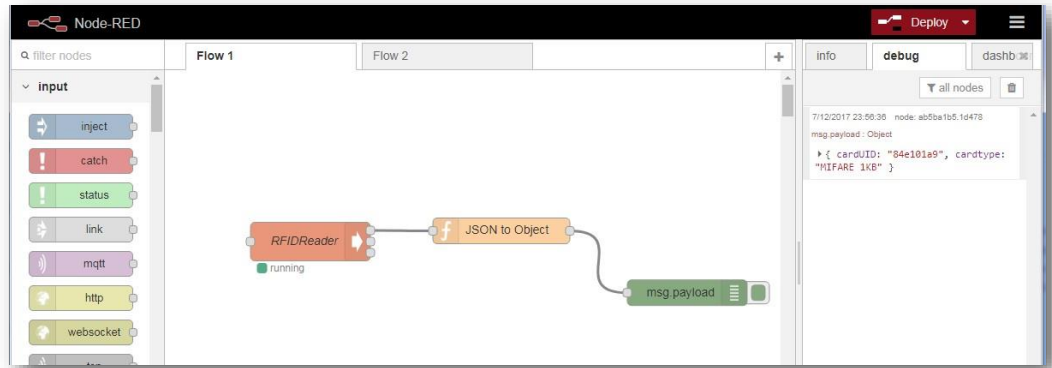 Node-RED
Deploy
filter nodes
Flow 1
Flow 2
+
info
debug
dashb
input
all nodes
inject
catch
status
link
mqtt
http
websocket
7/12/2017 23:56:36 node: ab5ba1b5.1d478
msg.payload : Object
{ cardUID: "84e101a9", cardtype:
"MIFARE 1KB" }
RFIDReader
running
f JSON to Object
msg.payload